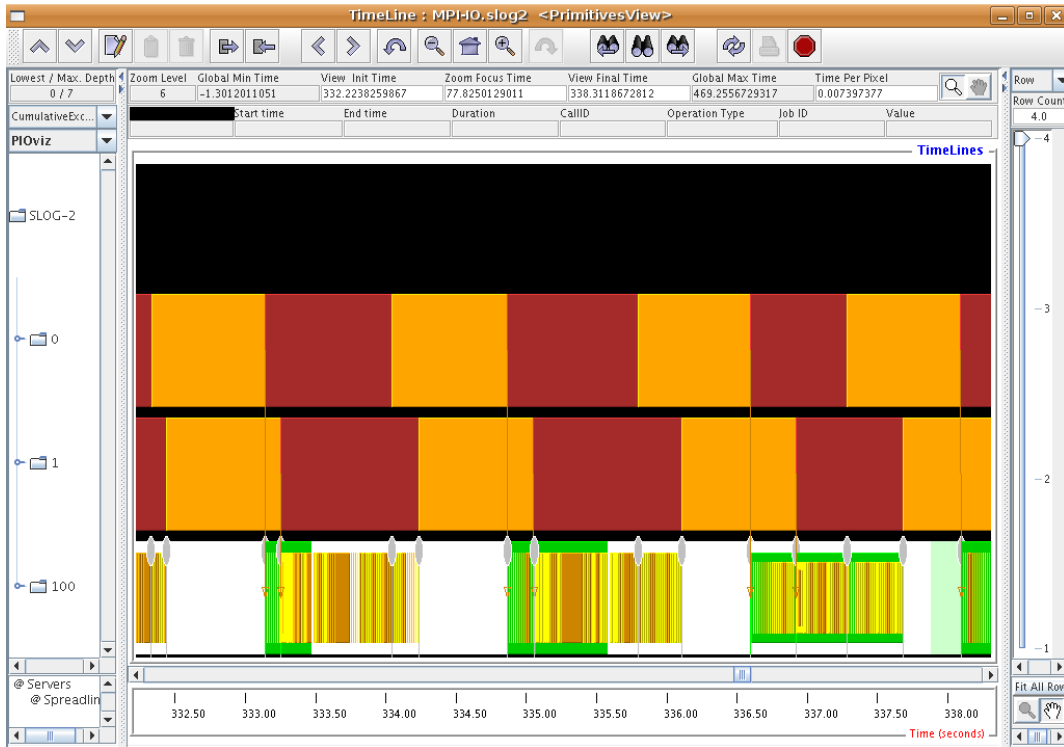 TimeLine : MPI-IO.slog2 <PrimitivesView>
Lowest / Max. Depth
0 / 7
Zoom Level Global Min Time View Init Time Zoom Focus Time View Final Time Global Max Time Time Per Pixel
6 -1.3012011051 332.2238259867 77.8250129011 338.3118672812 469.2556729317 0.007397377
Row
Row Count
4.0
CumulativeExc...
Start time End time Duration CallID Operation Type Job ID Value
PIOviz
TimeLines
SLOG-2
0
1
100
4
3
2
1
@ Servers
@ Spreadlin
332.50 333.00 333.50 334.00 334.50 335.00 335.50 336.00 336.50 337.00 337.50 338.00
Time (seconds)
Fit All Row